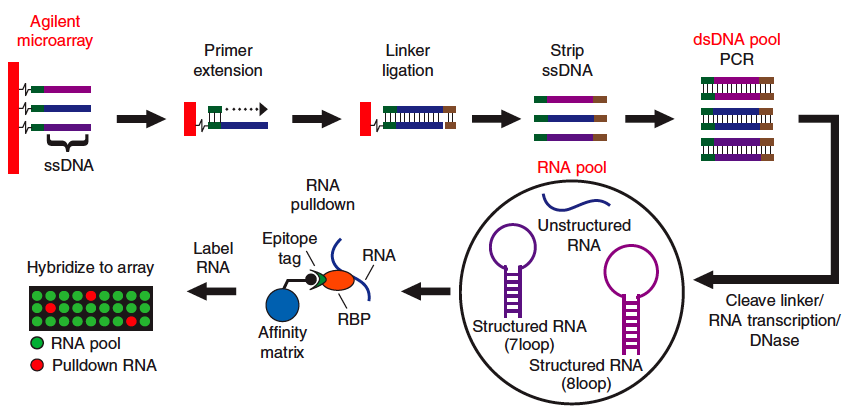 Agilent
microarray
ssDNA
Primer
extension
Linker
ligation
Strip
ssDNA
dsDNA pool
PCR
Cleave linker/
RNA transcription/
DNase
RNA pool
Unstructured
RNA
Structured RNA
(7loop)
Structured RNA
(8loop)
RNA
pulldown
Epitope
tag
RNA
RBP
Affinity
matrix
Label
RNA
Hybridize to array
RNA pool
Pulldown RNA